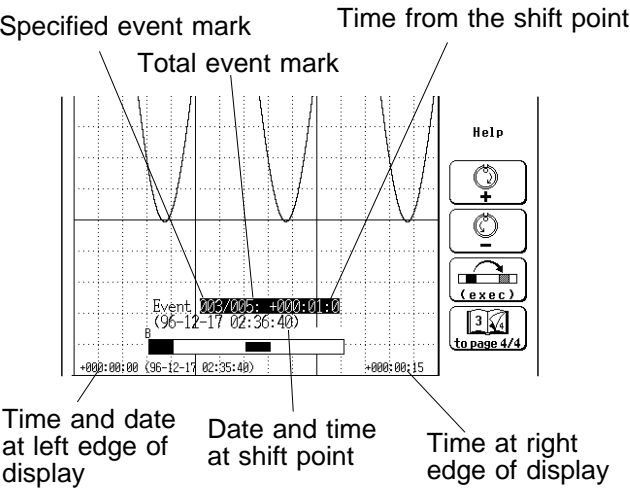 Specified event mark
Time from the shift point
Total event mark
Help
+
−
(exec)
3 4
to page 4/4
Event 003/005: +000:01:0
(96-12-17 02:36:40)
B
+000:00:00 (96-12-17 02:35:40)
+000:00:15
Time and date
at left edge of
display
Date and time
at shift point
Time at right
edge of display